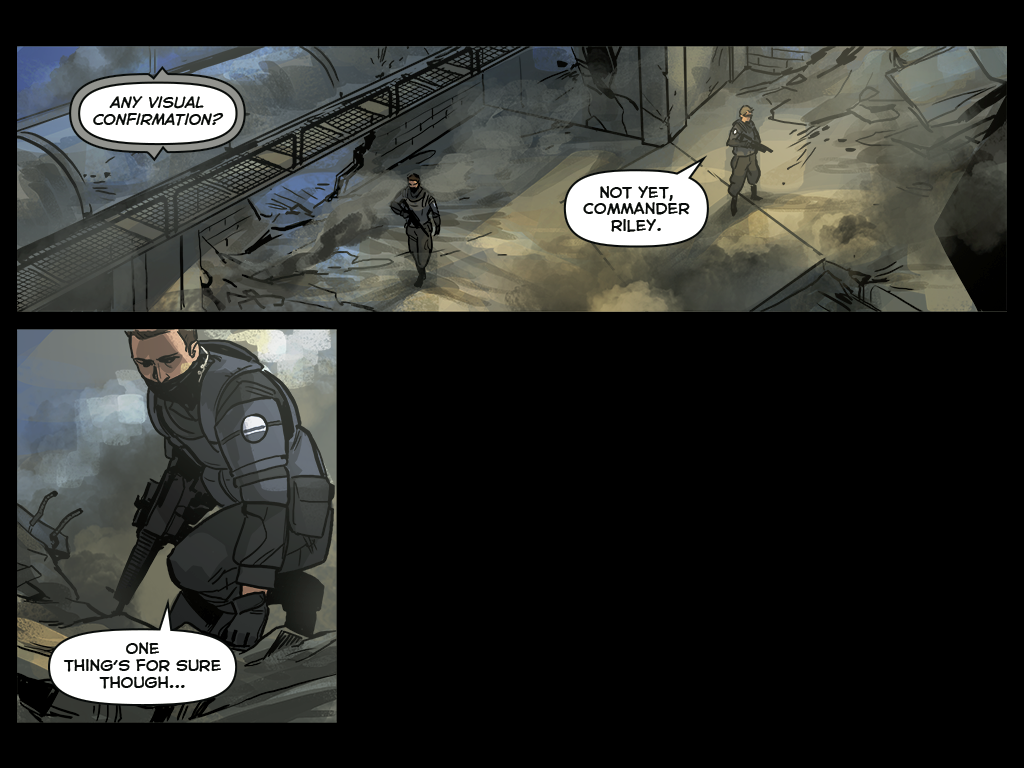 ANY VISUAL
CONFIRMATION?
NOT YET,
COMMANDER
RILEY.
ONE
THING'S FOR SURE
THOUGH...